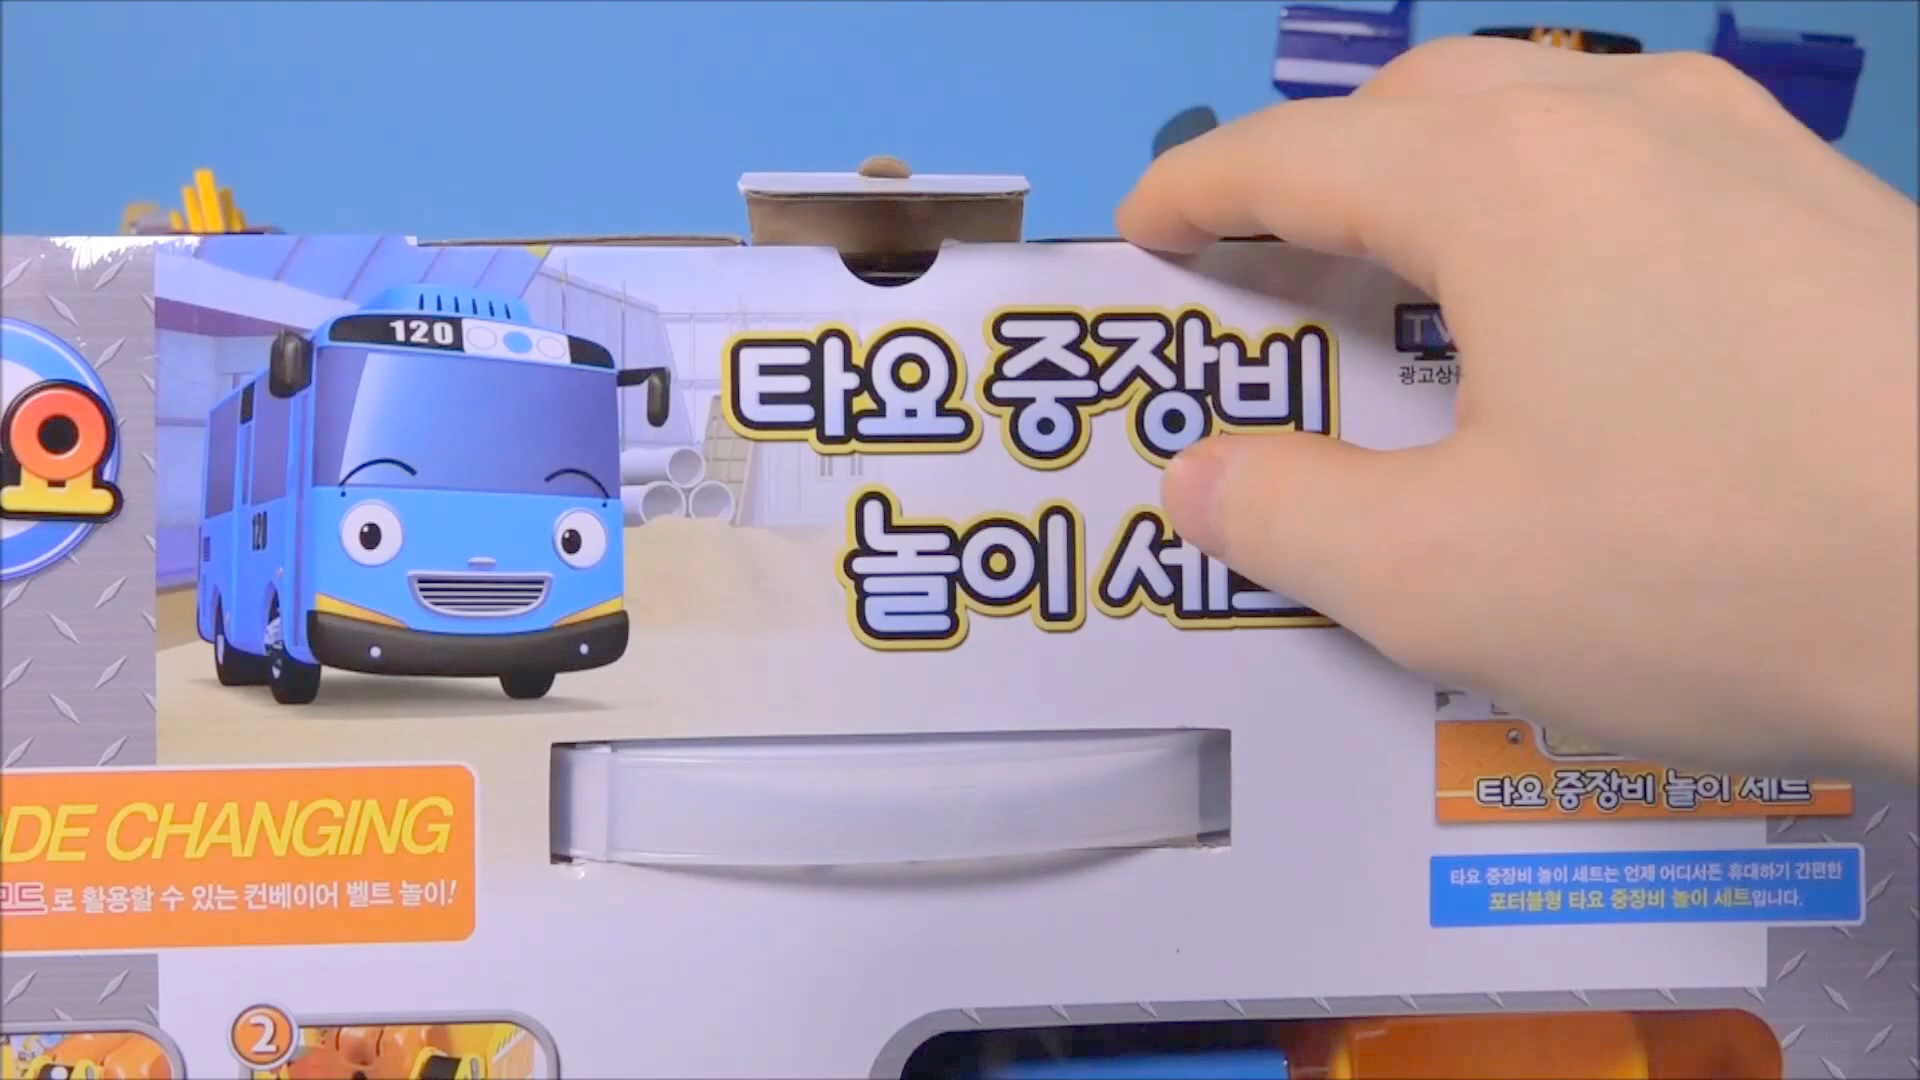 120
120
요
타요 중장비
놀이
TV
타요 중장비 놀이 세트
타요 중장비 놀이 세트는 언제 어디서든 휴대하기 간편한
포터블형 타요 중장비 놀이 세트입니다.
CHANGING
로 활용할 수 있는 컨베이어 벨트 놀이!
2